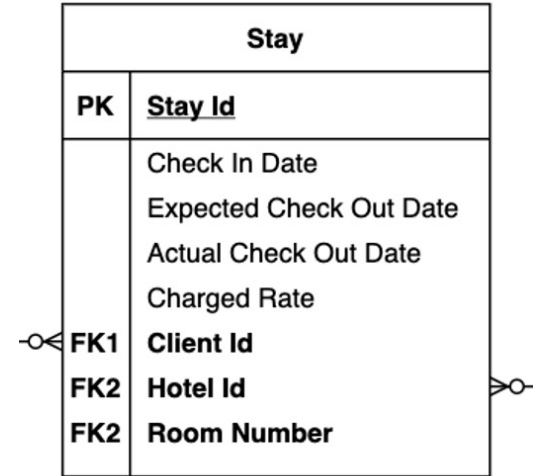 Stay
PK Stay Id
Check In Date
Expected Check Out Date
Actual Check Out Date
Charged Rate
FK1 Client Id
FK2 Hotel Id
FK2 Room Number